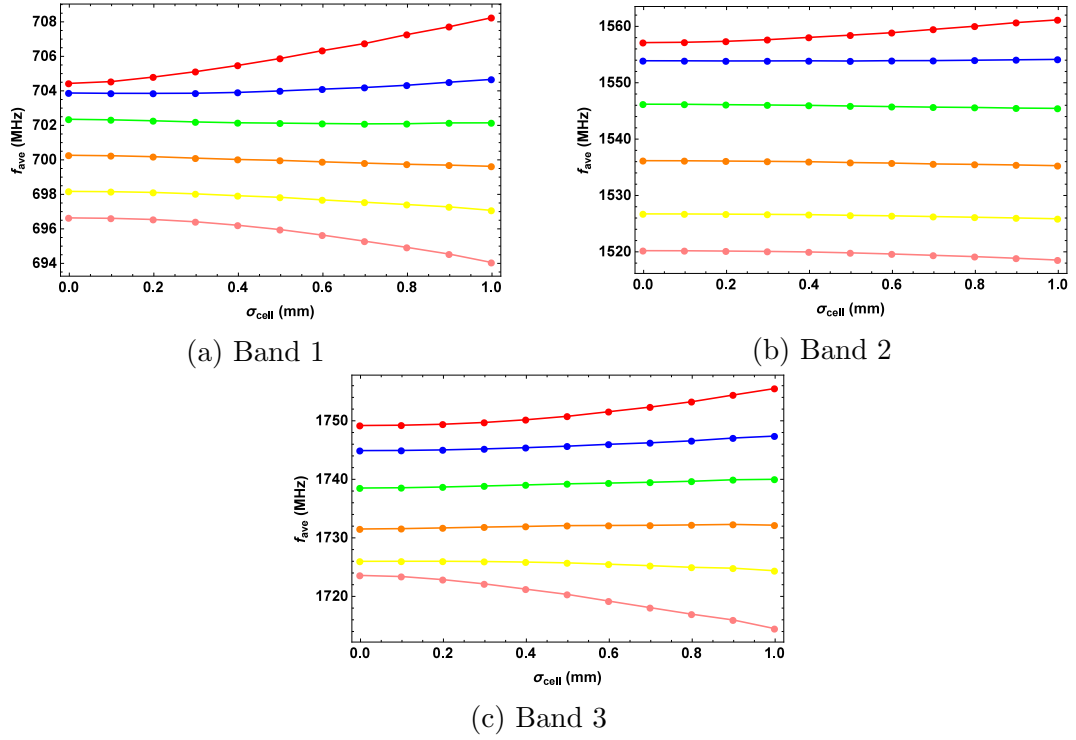 708
706
704
702
700
698
696
694
f_ave (MHz)
0.0 0.2 0.4 0.6 0.8 1.0
σ_cell (mm)
(a) Band 1
1560
1550
1540
1530
1520
f_ave (MHz)
0.0 0.2 0.4 0.6 0.8 1.0
σ_cell (mm)
(b) Band 2
1750
1740
1730
1720
f_ave (MHz)
0.0 0.2 0.4 0.6 0.8 1.0
σ_cell (mm)
(c) Band 3